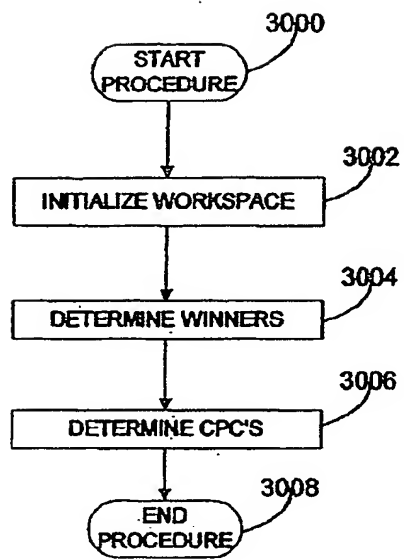 3000
START
PROCEDURE
3002
INITIALIZE WORKSPACE
3004
DETERMINE WINNERS
3006
DETERMINE CPC'S
3008
END
PROCEDURE